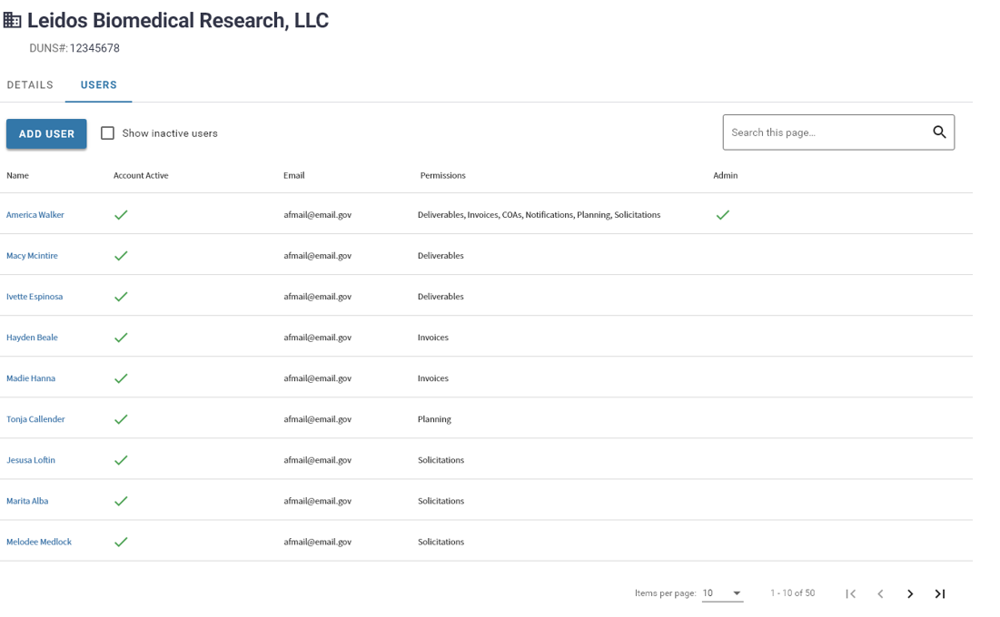 Leidos Biomedical Research, LLC
DUNS#: 12345678
DETAILS USERS
ADD USER Show inactive users Search this page...
Name Account Active Email Permissions Admin
America Walker afmail@email.gov Deliverables, Invoices, COAs, Notifications, Planning, Solicitations
Macy Mcintire afmail@email.gov Deliverables
Ivette Espinosa afmail@email.gov Deliverables
Hayden Beale afmail@email.gov Invoices
Madie Hanna afmail@email.gov Invoices
Tonja Callender afmail@email.gov Planning
Jesusa Loftin afmail@email.gov Solicitations
Marita Alba afmail@email.gov Solicitations
Melodee Medlock afmail@email.gov Solicitations
Items per page: 10 1 - 10 of 50